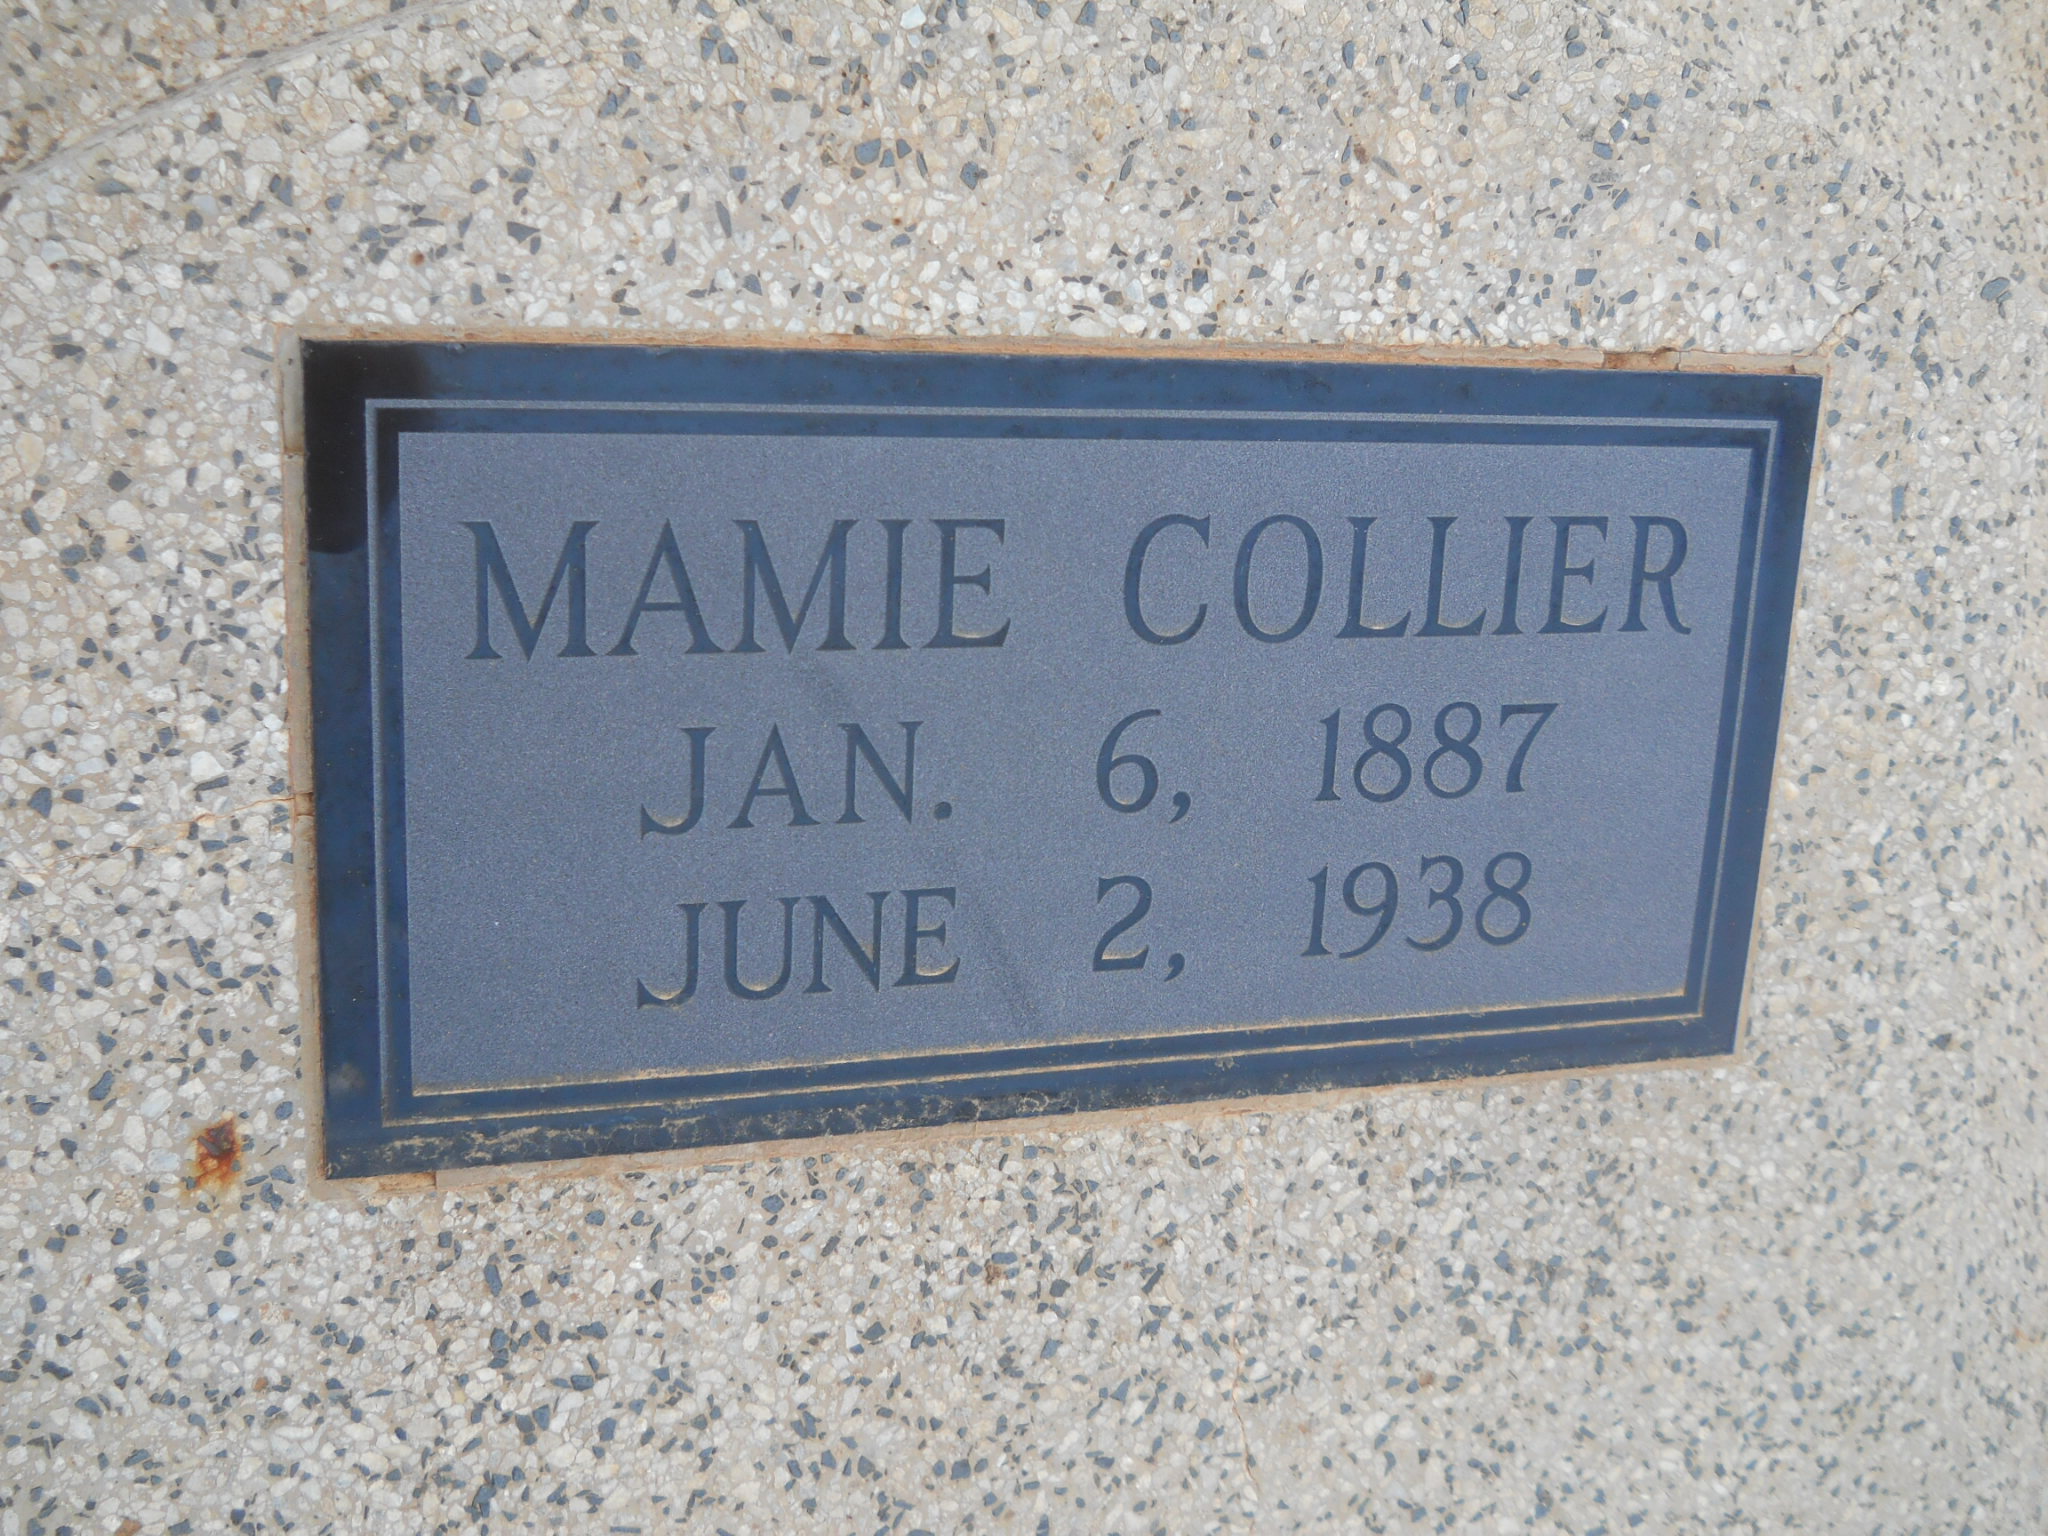 MAMIE COLLIER
JAN. 6, 1887
JUNE 2, 1938